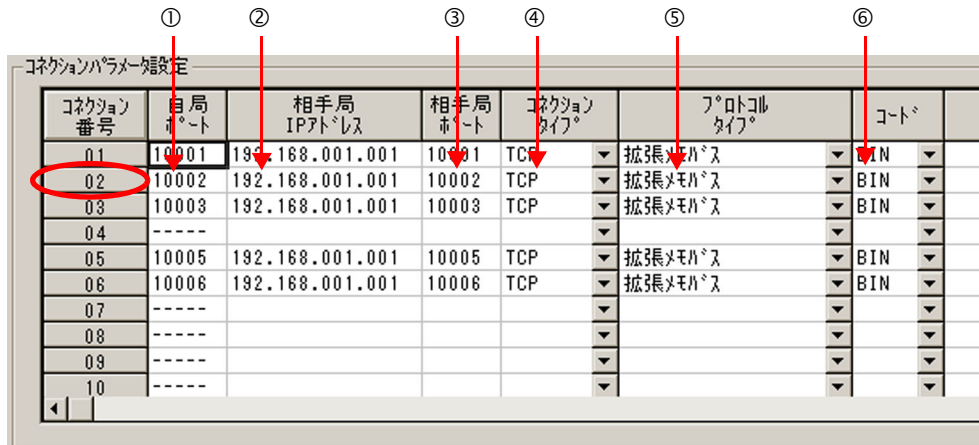 ① ② ③ ④ ⑤ ⑥
コネクションパラメータ設定
コネクション番号 自局ポート 相手局IPアドレス 相手局ポート コネクションタイプ プロトコルタイプ コード
01 10001 192.168.001.001 10001 TCP 拡張メモバス BIN
02 10002 192.168.001.001 10002 TCP 拡張メモバス BIN
03 10003 192.168.001.001 10003 TCP 拡張メモバス BIN
04 -----
05 10005 192.168.001.001 10005 TCP 拡張メモバス BIN
06 10006 192.168.001.001 10006 TCP 拡張メモバス BIN
07 -----
08 -----
09 -----
10 -----